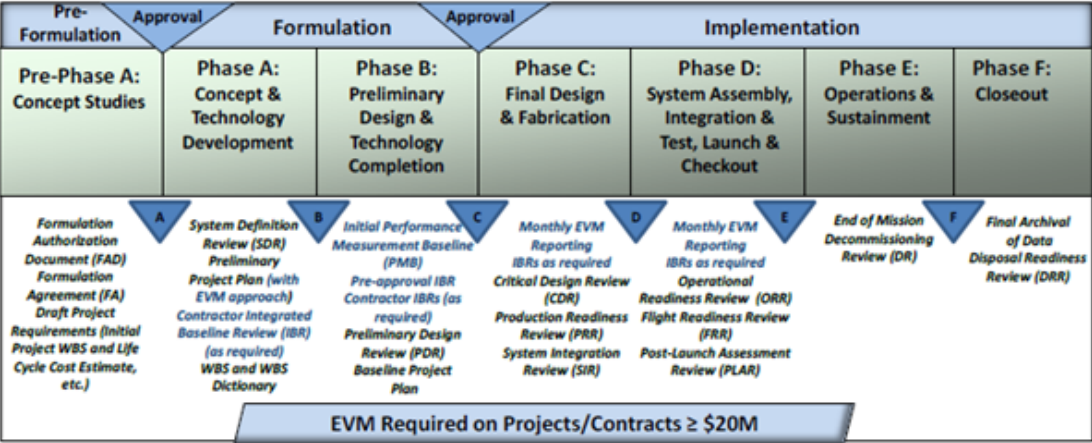 Pre-
Formulation
Approval
Formulation
Approval
Implementation
Pre-Phase A:
Concept Studies
Phase A:
Concept &
Technology
Development
Phase B:
Preliminary
Design &
Technology
Completion
Phase C:
Final Design
& Fabrication
Phase D:
System Assembly,
Integration &
Test, Launch &
Checkout
Phase E:
Operations &
Sustainment
Phase F:
Closeout
Formulation
Authorization
Document (FAD)
Formulation
Agreement (FA)
Draft Project
Requirements (Initial
Project WBS and Life
Cycle Cost Estimate,
etc.)
A
System Definition
Review (SDR)
Preliminary
Project Plan (with
EVM approach)
Contractor Integrated
Baseline Review (IBR)
(as required)
WBS and WBS
Dictionary
B
Initial Performance
Measurement Baseline
(PMB)
Pre-approval IBR
Contractor IBRs (as
required)
Preliminary Design
Review (PDR)
Baseline Project
Plan
C
Monthly EVM
Reporting
IBRs as required
Critical Design Review
(CDR)
Production Readiness
Review (PRR)
System Integration
Review (SIR)
D
Monthly EVM
Reporting
IBRs as required
Operational
Readiness Review (ORR)
Flight Readiness Review
(FRR)
Post-Launch Assessment
Review (PLAR)
E
End of Mission
Decommissioning
Review (DR)
F
Final Archival
of Data
Disposal Readiness
Review (DRR)
EVM Required on Projects/Contracts ≥ $20M